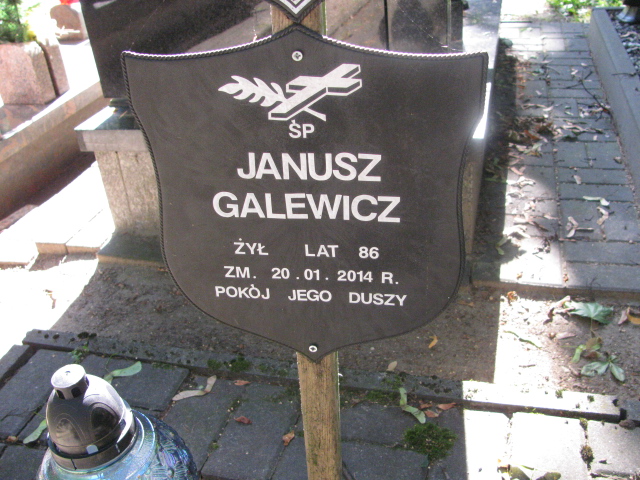 ŚP
JANUSZ
GALEWICZ
ŻYŁ LAT 86
ZM. 20.01.2014 R.
POKÓJ JEGO DUSZY